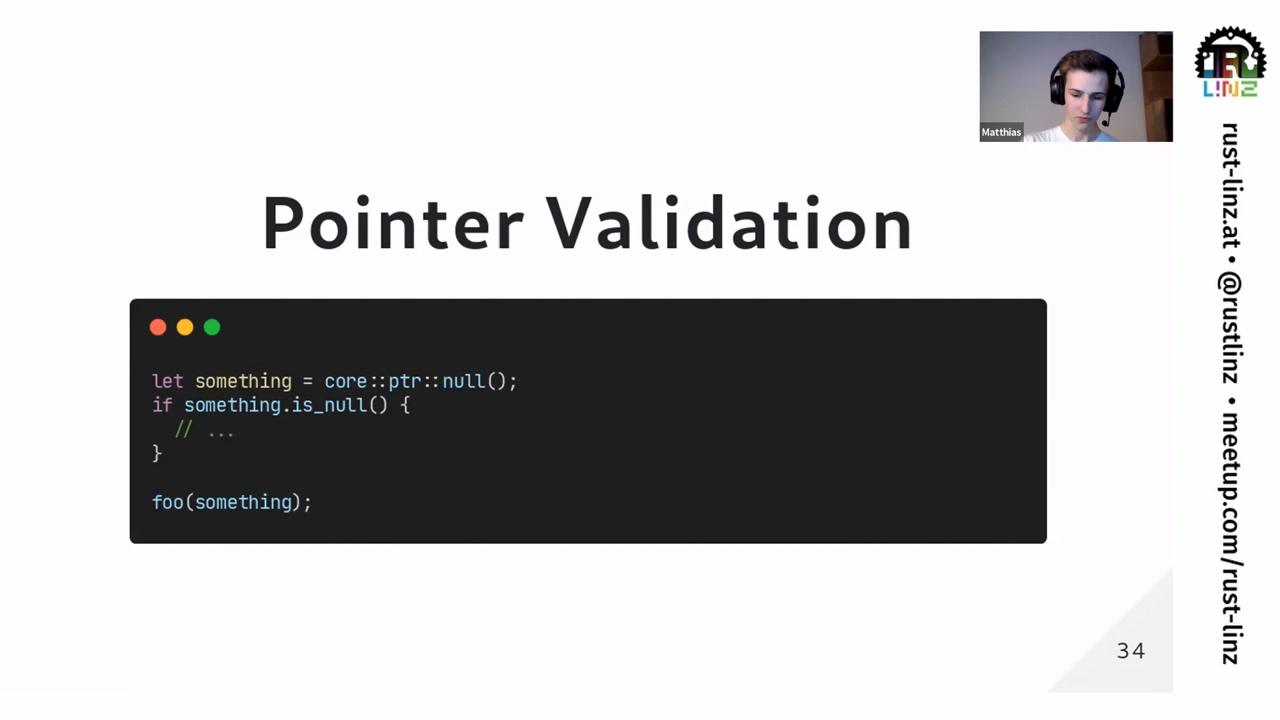 Pointer Validation
let something = core::ptr::null();
if something.is_null() {
// ...
}
foo(something);
34
Matthias
R
L!NZ
rust-linz.at • @rustlinz • meetup.com/rust-linz